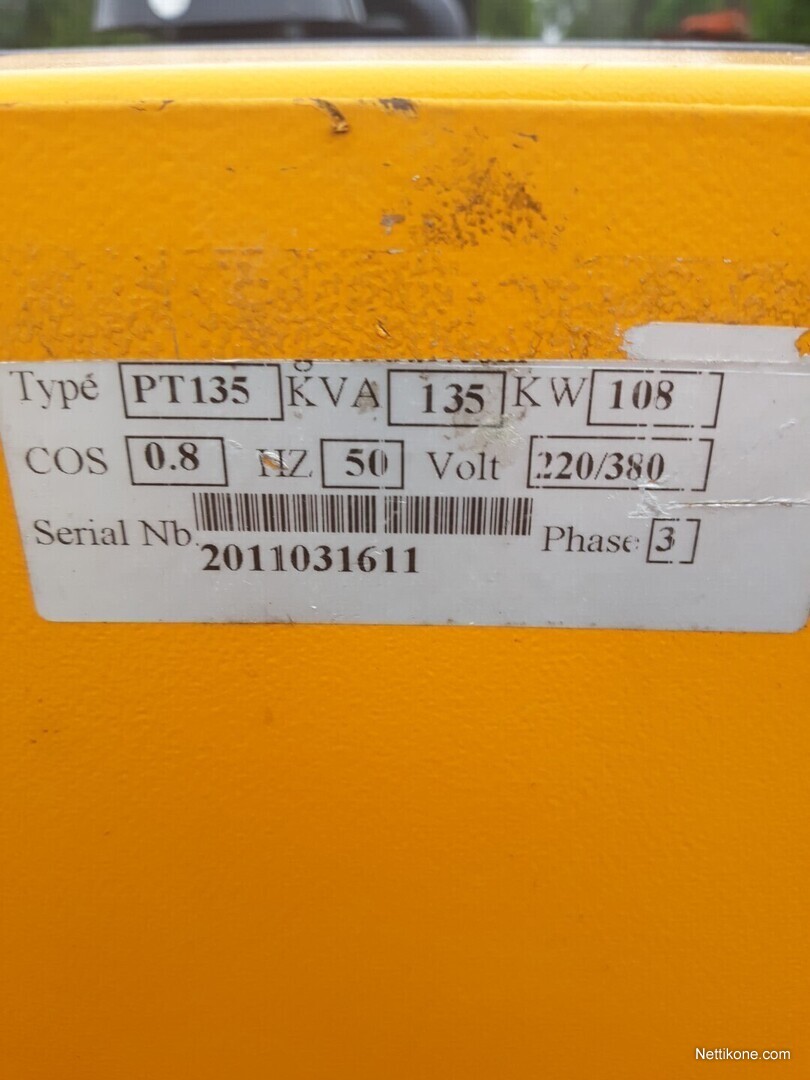 Type PT135 KVA 135 KW 108
COS 0.8 HZ 50 Volt 220/380
Serial Nb. 2011031611 Phase 3
Nettikone.com